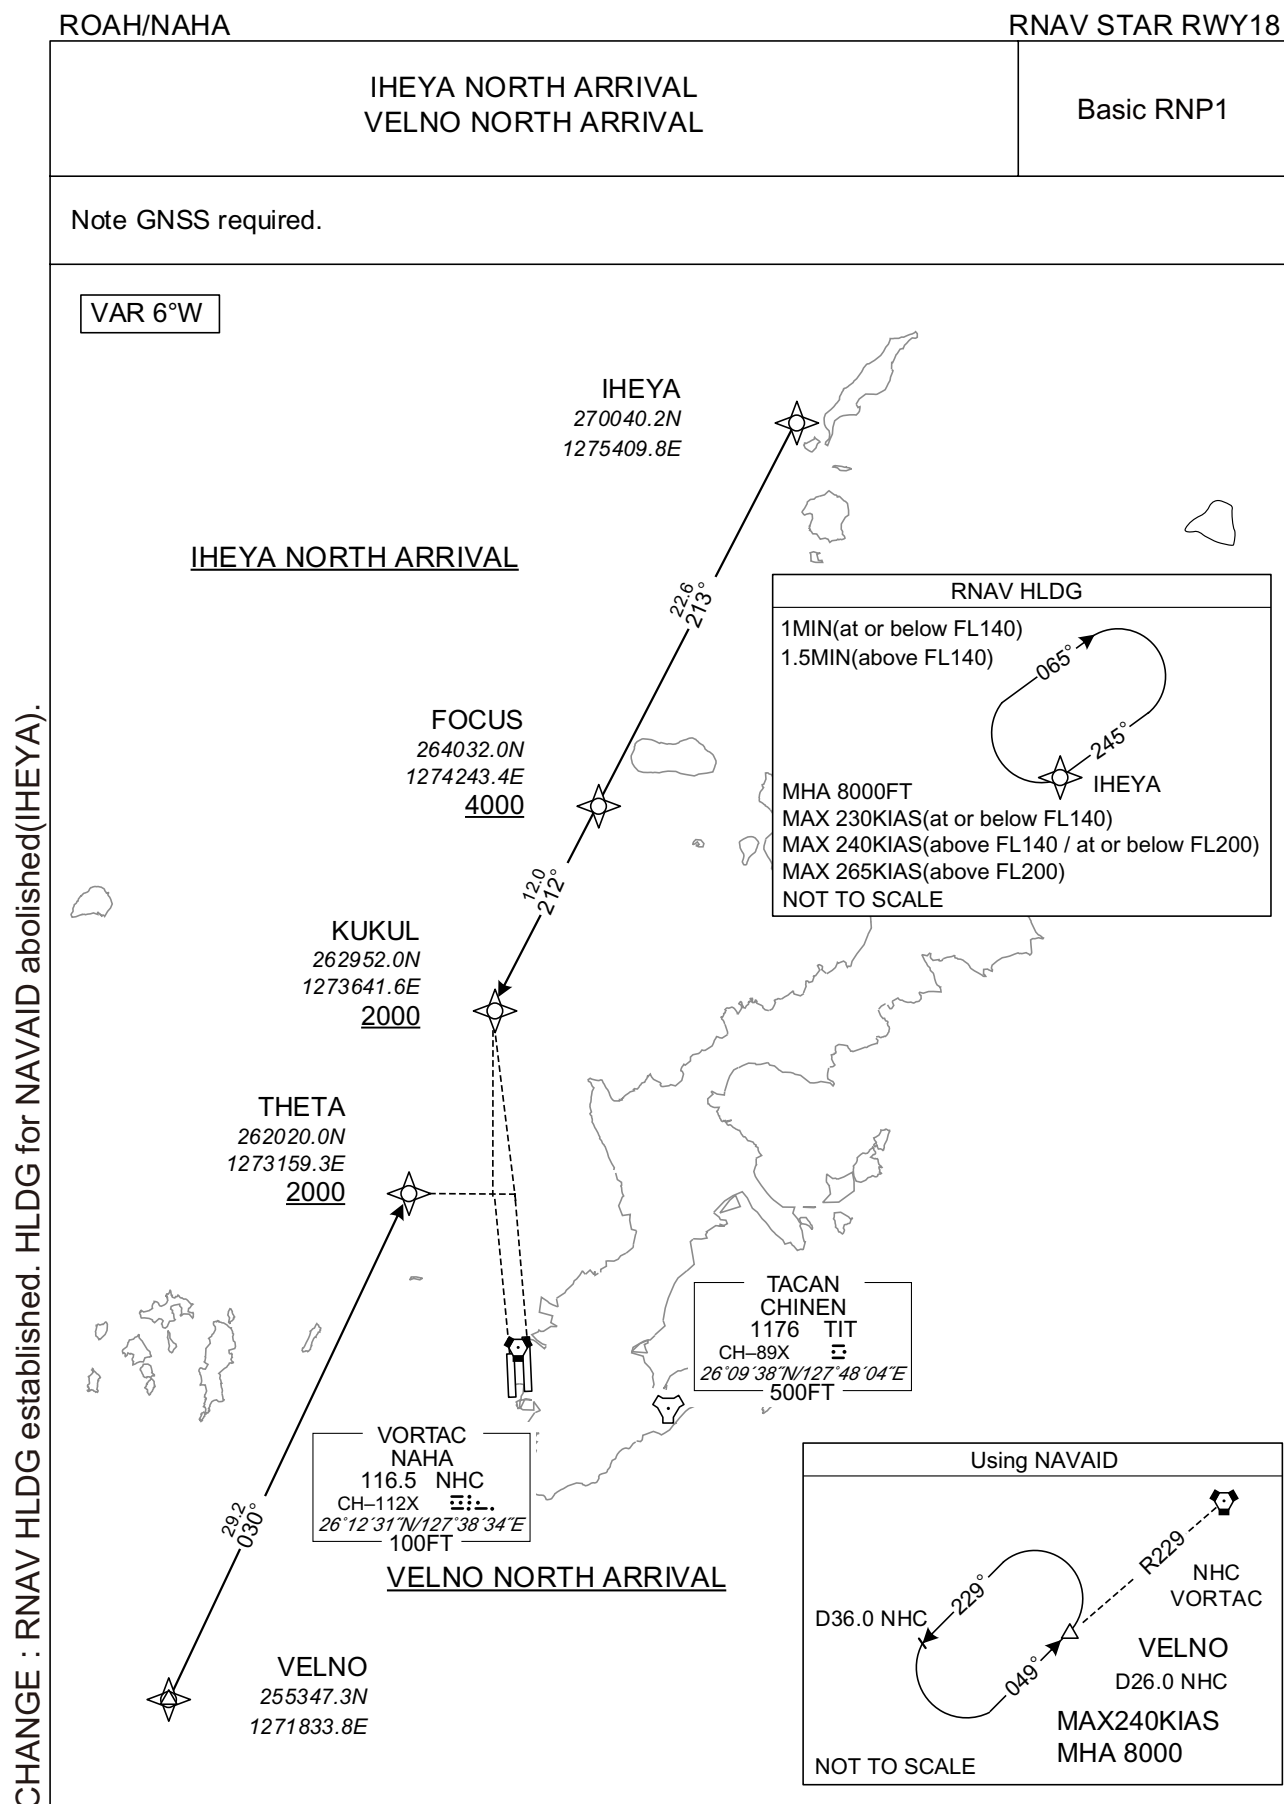 ROAH/NAHA
RNAV STAR RWY18
IHEYA NORTH ARRIVAL
VELNO NORTH ARRIVAL
Basic RNP1
Note GNSS required.
VAR 6°W
IHEYA
270040.2N
1275409.8E
IHEYA NORTH ARRIVAL
22.6
213°
RNAV HLDG
1MIN(at or below FL140)
1.5MIN(above FL140)
065°
245°
IHEYA
MHA 8000FT
MAX 230KIAS(at or below FL140)
MAX 240KIAS(above FL140 / at or below FL200)
MAX 265KIAS(above FL200)
NOT TO SCALE
FOCUS
264032.0N
1274243.4E
4000
12.0
212°
KUKUL
262952.0N
1273641.6E
2000
THETA
262020.0N
1273159.3E
2000
TACAN
CHINEN
1176 TIT
CH–89X
26°09´38˝N/127°48´04˝E
500FT
VORTAC
NAHA
116.5 NHC
CH–112X
26°12´31˝N/127°38´34˝E
100FT
29.2
030°
VELNO NORTH ARRIVAL
VELNO
255347.3N
1271833.8E
Using NAVAID
R229
NHC
VORTAC
229°
D36.0 NHC
049°
VELNO
D26.0 NHC
MAX240KIAS
MHA 8000
NOT TO SCALE
CHANGE : RNAV HLDG established. HLDG for NAVAID abolished(IHEYA).